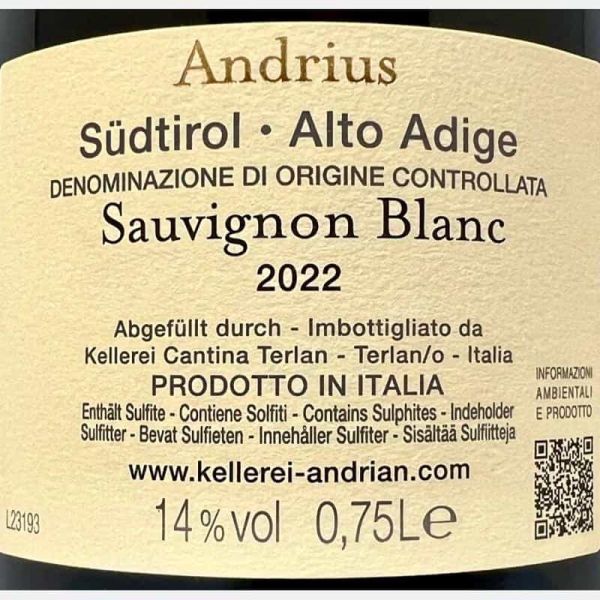 Andrius
Südtirol · Alto Adige
DENOMINAZIONE DI ORIGINE CONTROLLATA
Sauvignon Blanc
2022
Abgefüllt durch - Imbottigliato da
Kellerei Cantina Terlan - Terlan/o - Italia
PRODOTTO IN ITALIA
Enthält Sulfite - Contiene Solfiti - Contains Sulphites - Indeholder
Sulfitter - Bevat Sulfieten - Innehåller Sulfiter - Sisältää Sulfiitteja
www.kellerei-andrian.com
14%vol 0,75L℮
L23193
INFORMAZIONI
AMBIENTALI
E PRODOTTO